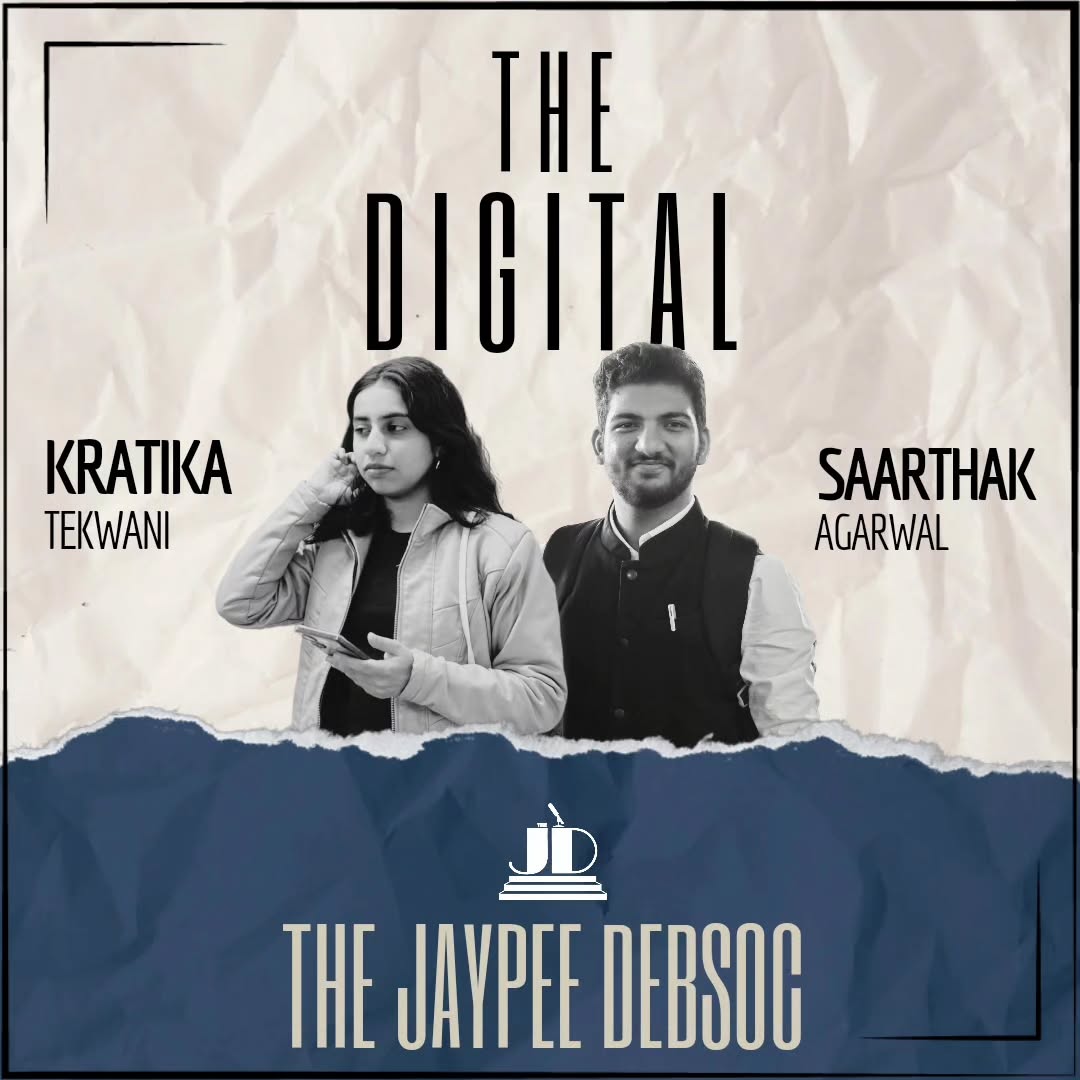 THE
DIGITAL
KRATIKA
TEKWANI
SAARTHAK
AGARWAL
JD
THE JAYPEE DEBSOC